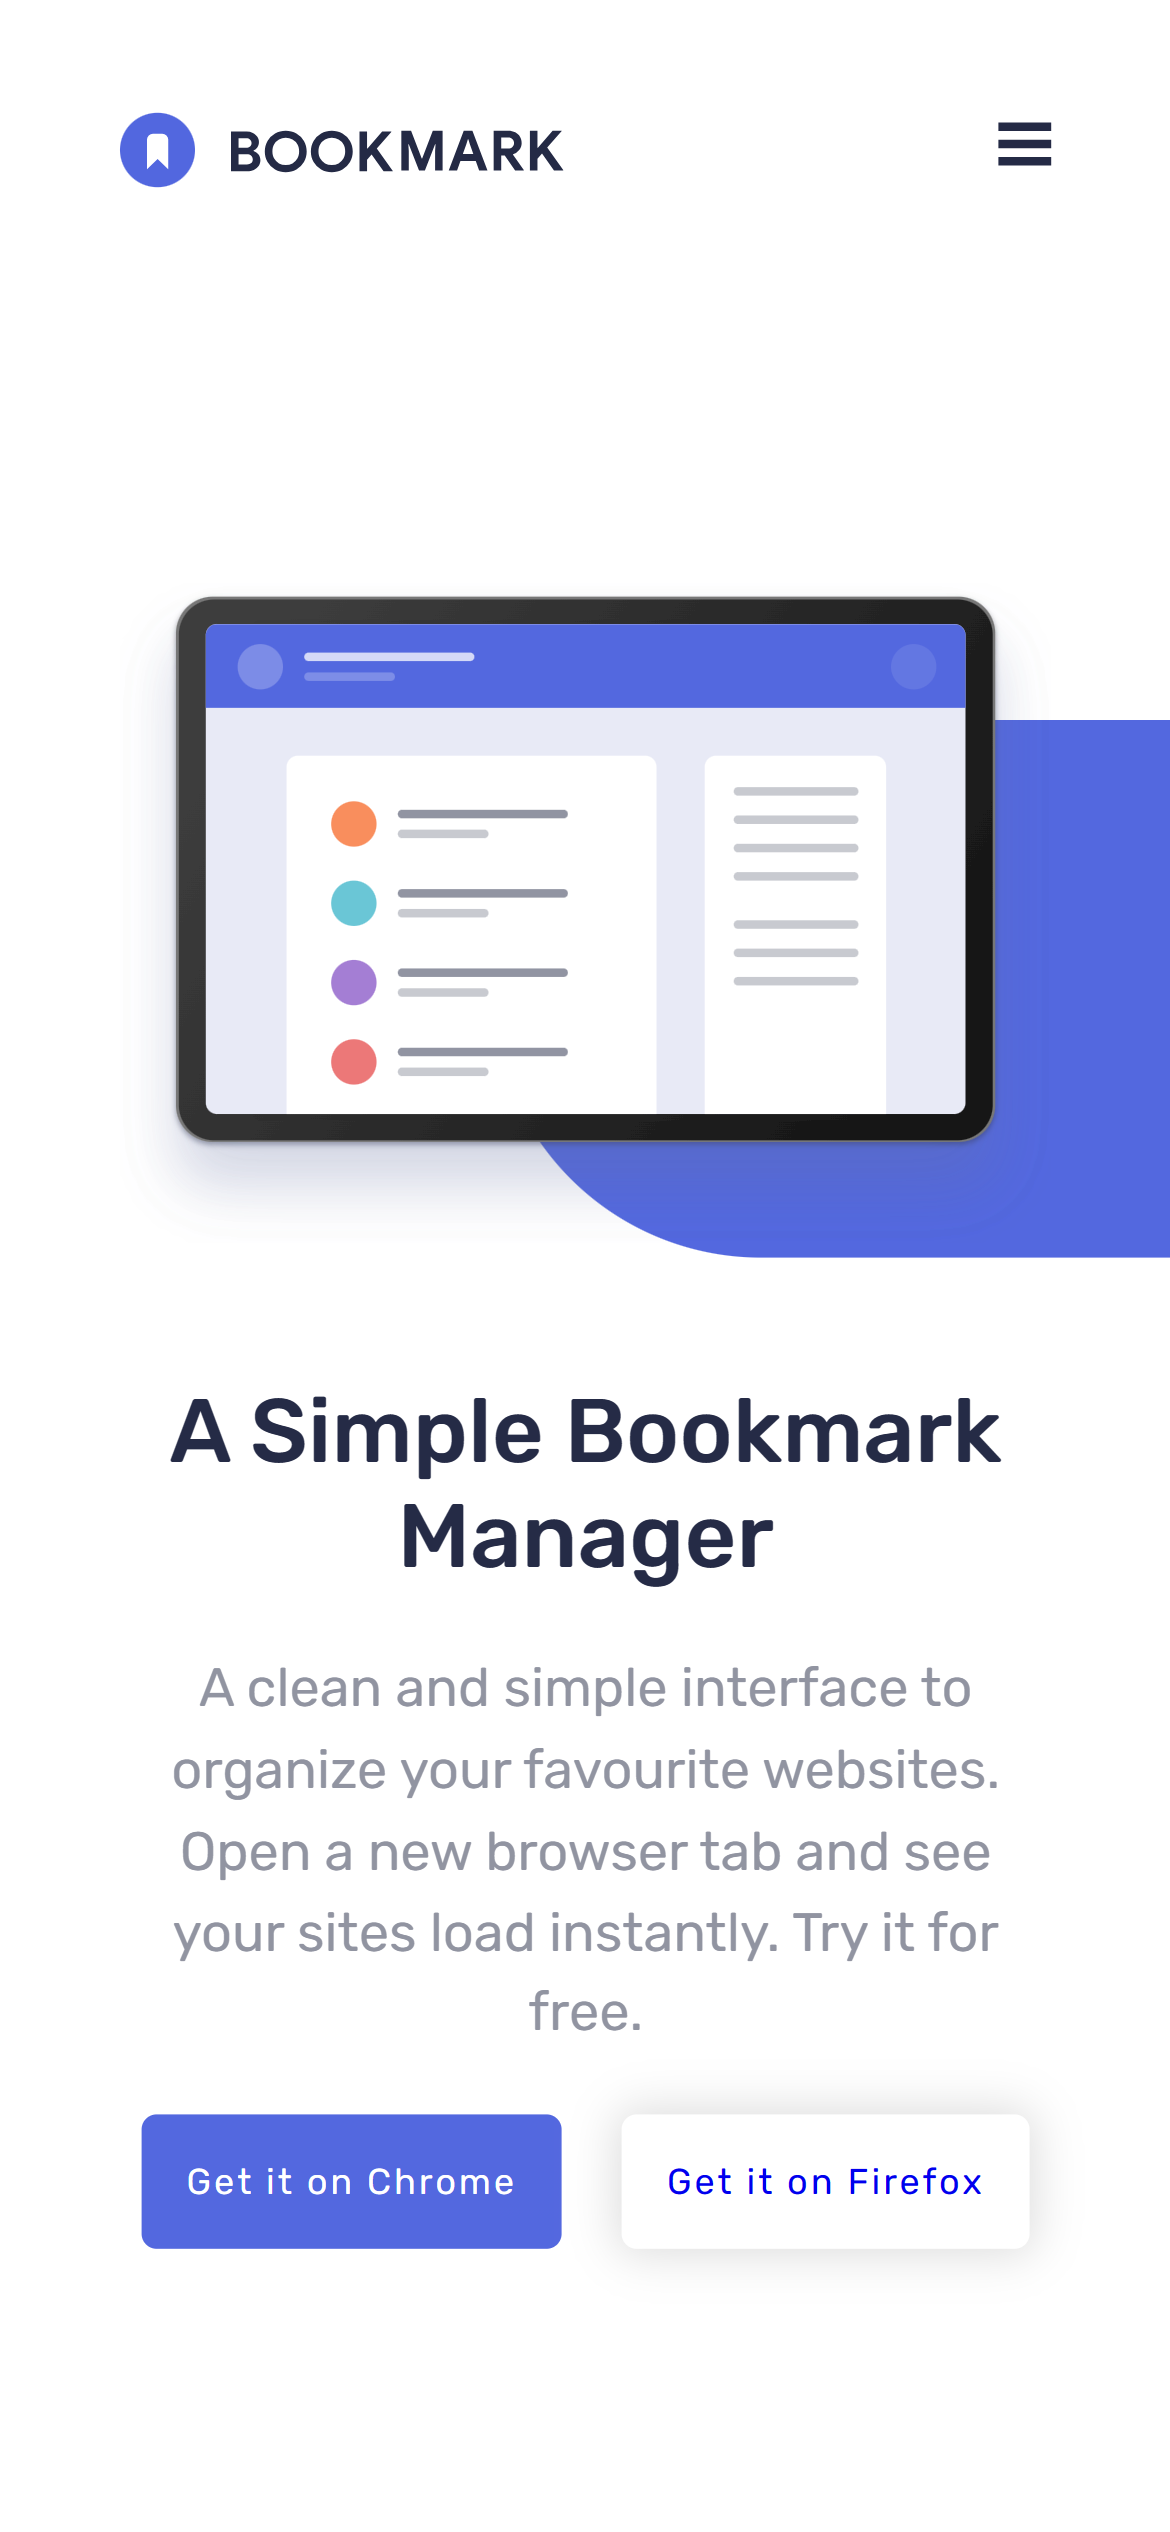 BOOKMARK
A Simple Bookmark
Manager
A clean and simple interface to
organize your favourite websites.
Open a new browser tab and see
your sites load instantly. Try it for
free.
Get it on Chrome
Get it on Firefox